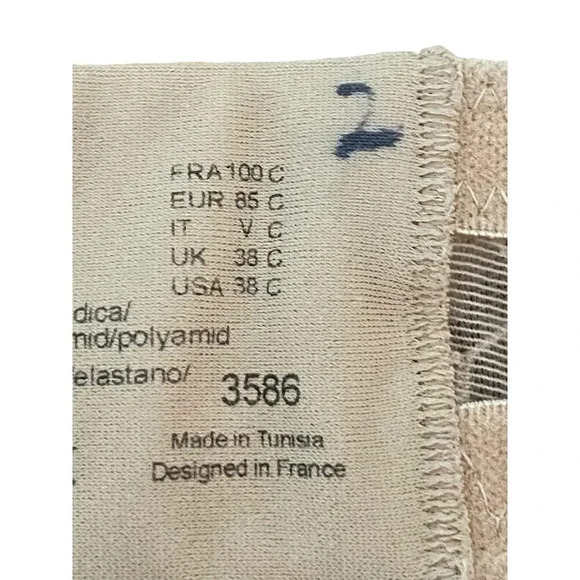 2
FRA 100 C
EUR 85 C
IT V C
UK 38 C
USA 38 C
dica/
mid/polyamid
/elastano/
3586
Made in Tunisia
Designed in France